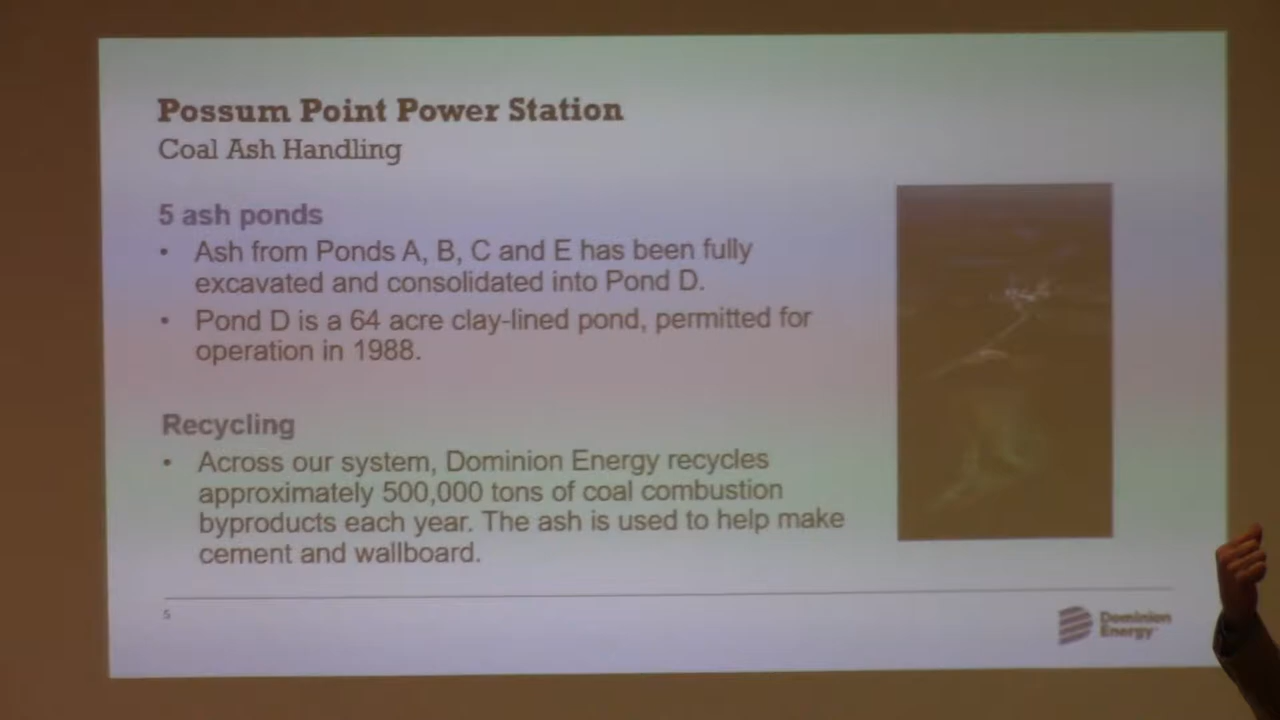 Possum Point Power Station
Coal Ash Handling
5 ash ponds
• Ash from Ponds A, B, C and E has been fully
excavated and consolidated into Pond D.
• Pond D is a 64 acre clay-lined pond, permitted for
operation in 1988.
Recycling
• Across our system, Dominion Energy recycles
approximately 500,000 tons of coal combustion
byproducts each year. The ash is used to help make
cement and wallboard.
5
Dominion
Energy